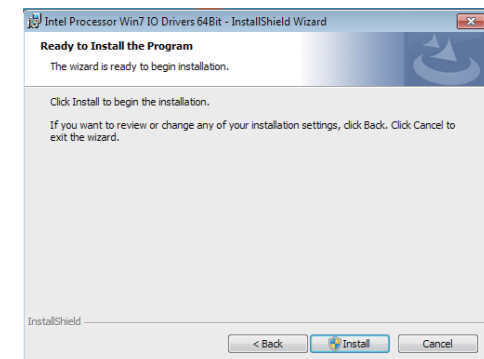 Intel Processor Win7 IO Drivers 64Bit - InstallShield Wizard
Ready to Install the Program
The wizard is ready to begin installation.
Click Install to begin the installation.
If you want to review or change any of your installation settings, click Back. Click Cancel to
exit the wizard.
InstallShield
< Back
Install
Cancel